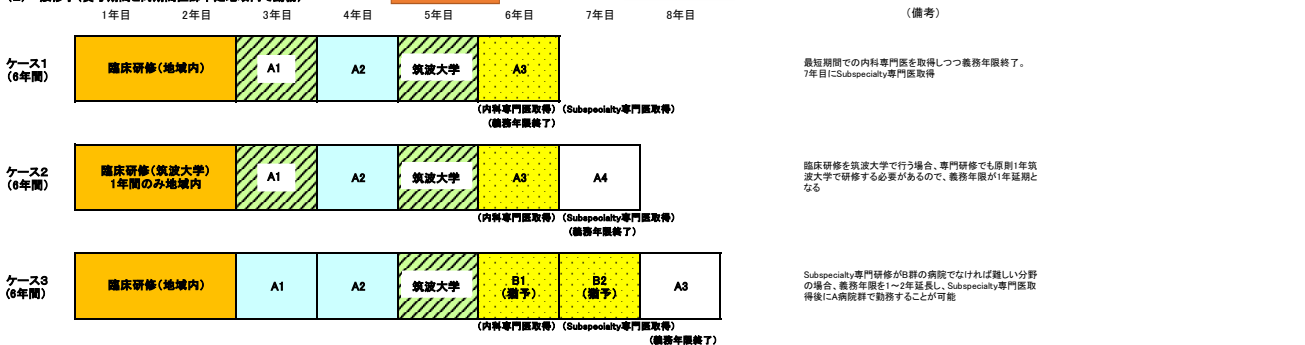 1年目 2年目 3年目 4年目 5年目 6年目 7年目 8年目 (備考)
ケース1
(6年間)
臨床研修(地域内) A1 A2 筑波大学 A3
最短期間での内科専門医を取得しつつ義務年限終了。
7年目にSubspecialty専門医取得
(内科専門医取得) (Subspecialty専門医取得)
(義務年限終了)
ケース2
(6年間)
臨床研修(筑波大学)
1年間のみ地域内
A1 A2 筑波大学 A3 A4
臨床研修を筑波大学で行う場合、専門研修でも原則1年筑
波大学で研修する必要があるので、義務年限が1年延期と
なる
(内科専門医取得) (Subspecialty専門医取得)
(義務年限終了)
ケース3
(6年間)
臨床研修(地域内) A1 A2 筑波大学
B1
(猶予)
B2
(猶予)
A3
Subspecialty専門研修がB群の病院でなければ難しい分野
の場合、義務年限を1~2年延長し、Subspecialty専門医取
得後にA病院群で勤務することが可能
(内科専門医取得) (Subspecialty専門医取得)
(義務年限終了)